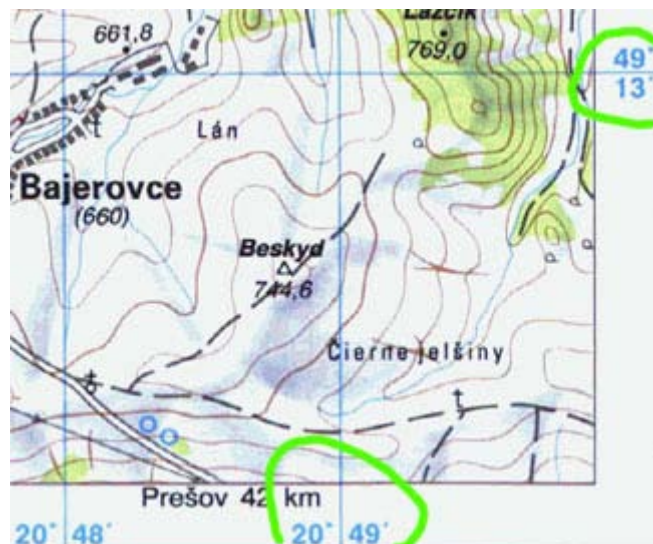 Lazčík
661,8
769,0
49°
13'
Lán
Bajerovce
(660)
Beskyd
744,6
Čierne jelšiny
Prešov 42 km
20° 48' 20° 49'